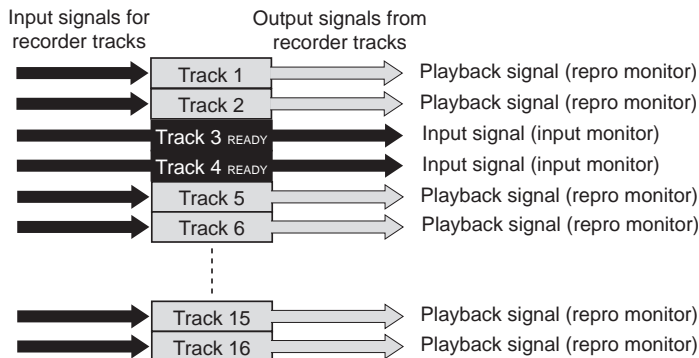 Input signals for
recorder tracks
Output signals from
recorder tracks
Track 1
Playback signal (repro monitor)
Track 2
Playback signal (repro monitor)
Track 3 READY
Input signal (input monitor)
Track 4 READY
Input signal (input monitor)
Track 5
Playback signal (repro monitor)
Track 6
Playback signal (repro monitor)
Track 15
Playback signal (repro monitor)
Track 16
Playback signal (repro monitor)